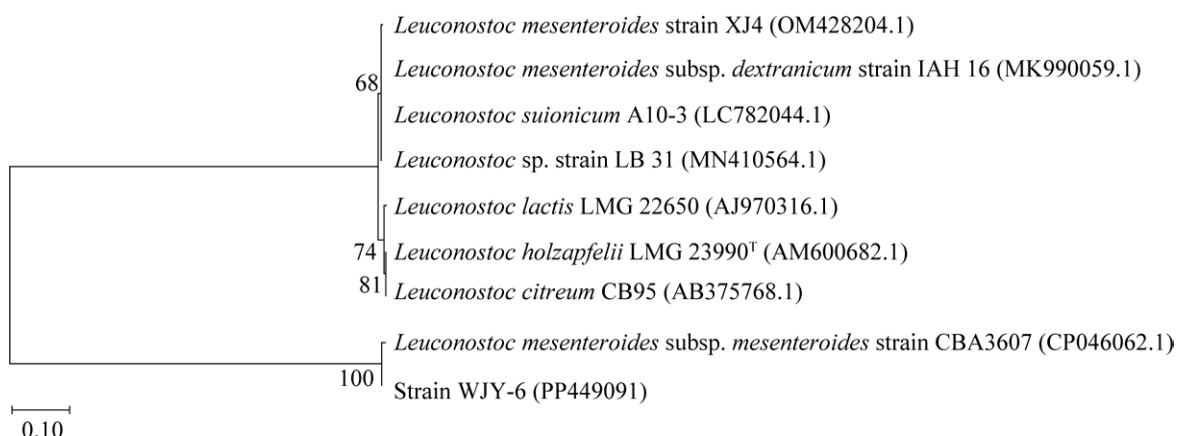 Leuconostoc mesenteroides strain XJ4 (OM428204.1)
68
Leuconostoc mesenteroides subsp. dextranicum strain IAH 16 (MK990059.1)
Leuconostoc suionicum A10-3 (LC782044.1)
Leuconostoc sp. strain LB 31 (MN410564.1)
Leuconostoc lactis LMG 22650 (AJ970316.1)
74
Leuconostoc holzapfelii LMG 23990ᵀ (AM600682.1)
81
Leuconostoc citreum CB95 (AB375768.1)
Leuconostoc mesenteroides subsp. mesenteroides strain CBA3607 (CP046062.1)
100
Strain WJY-6 (PP449091)
0.10